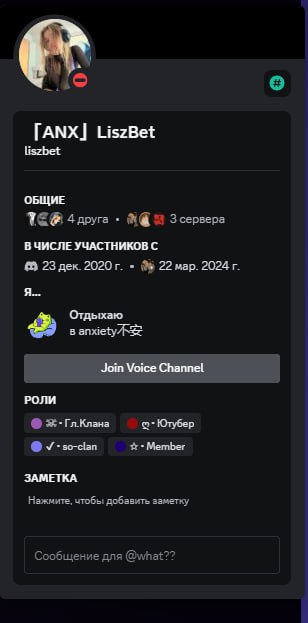 「ANX」LiszBet
liszbet
ОБЩИЕ
4 друга • 3 сервера
В ЧИСЛЕ УЧАСТНИКОВ С
23 дек. 2020 г. • 22 мар. 2024 г.
Я...
Отдыхаю
в anxiety不安
Join Voice Channel
РОЛИ
• Гл.Клана ღ • Ютубер
✓ • so-clan ☆ • Member
ЗАМЕТКА
Нажмите, чтобы добавить заметку
Сообщение для @what??